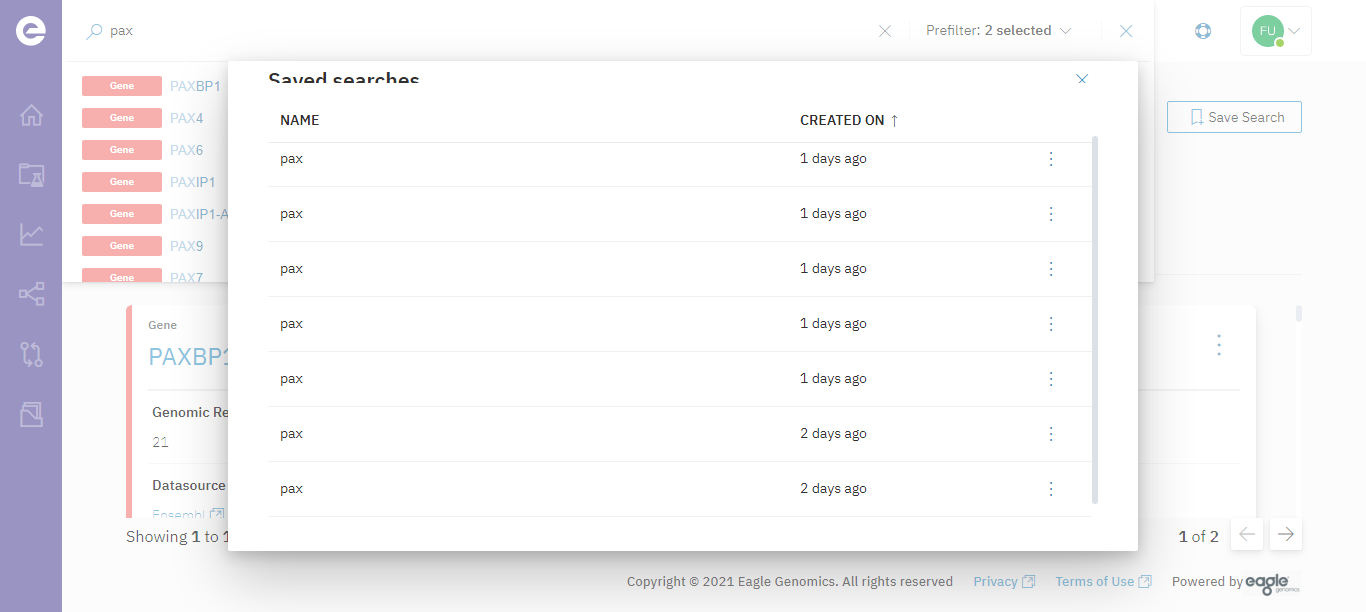 pax
Prefilter: 2 selected
FU
Gene PAXBP1
Gene PAX4
Gene PAX6
Gene PAXIP1
Gene PAXIP1-A
Gene PAX9
Gene PAX7
Save Search
Saved searches
NAME CREATED ON ↑
pax 1 days ago
pax 1 days ago
pax 1 days ago
pax 1 days ago
pax 1 days ago
pax 2 days ago
pax 2 days ago
Gene
PAXBP1
Genomic Re
21
Datasource
Ensembl
Showing 1 to 1
1 of 2
Copyright © 2021 Eagle Genomics. All rights reserved Privacy Terms of Use Powered by eagle genomics